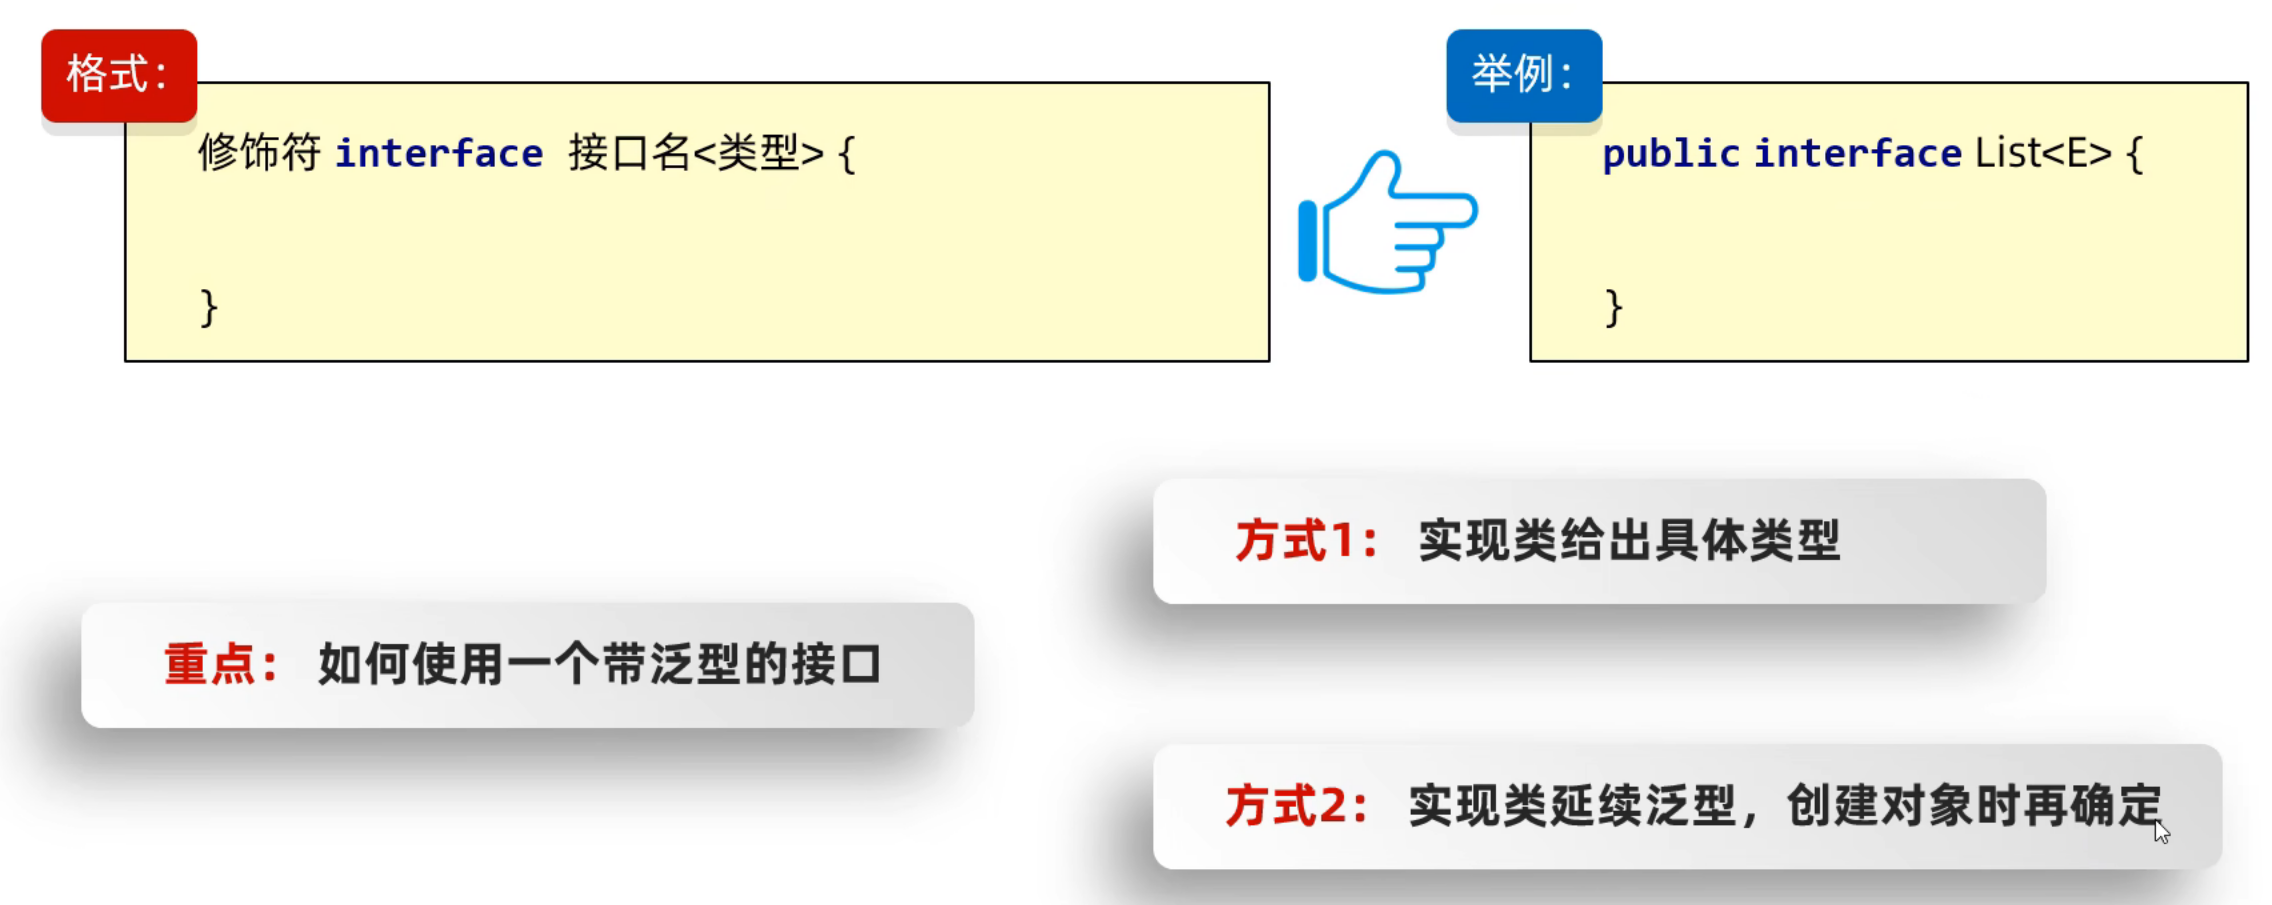 格式：
修饰符 interface 接口名<类型> {
}
举例：
public interface List<E> {
}
重点： 如何使用一个带泛型的接口
方式1： 实现类给出具体类型
方式2： 实现类延续泛型，创建对象时再确定